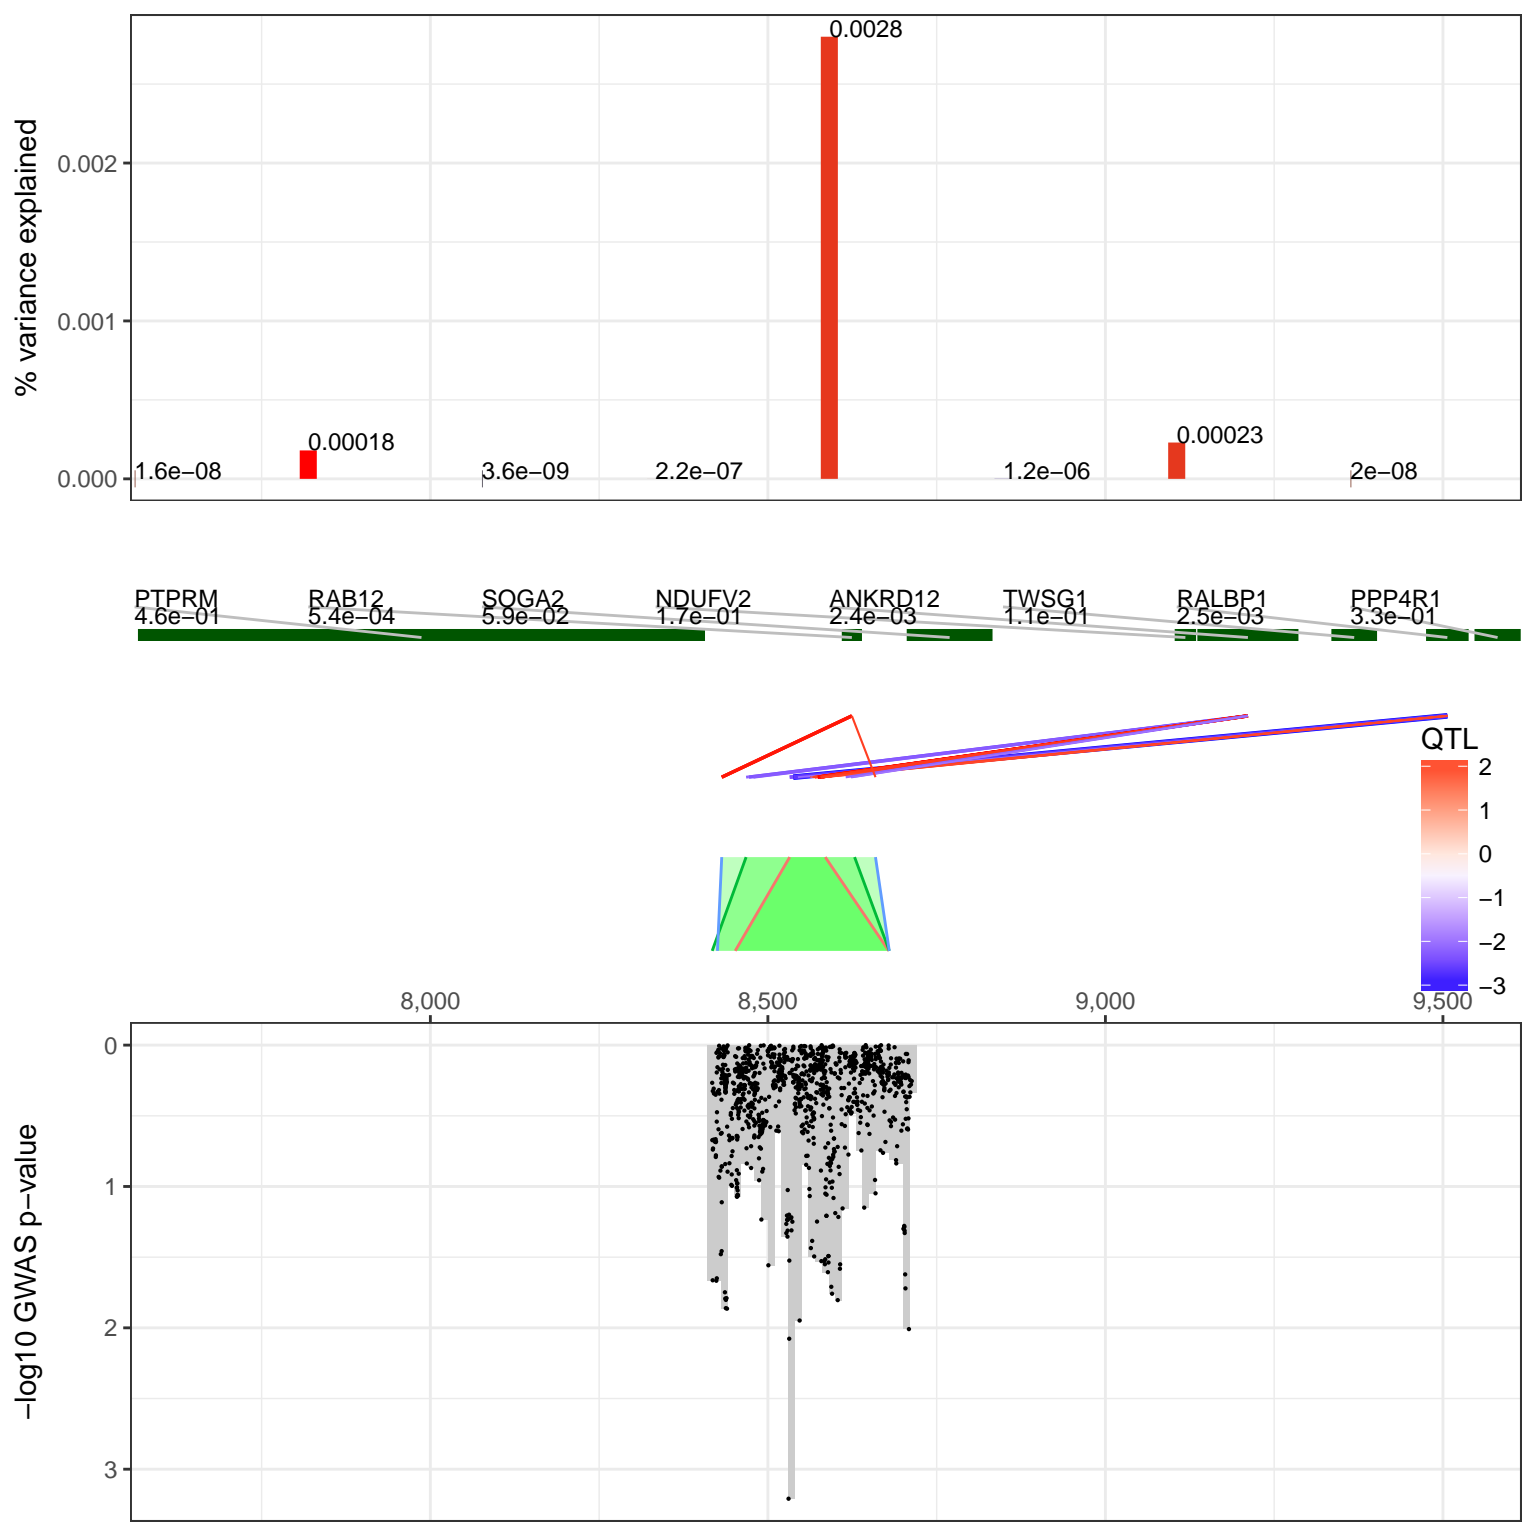 0.0028
0.002
% variance explained
0.001
0.00018
0.00023
0.000
1.6e−08
3.6e−09
2.2e−07
1.2e−06
2e−08
PTPRM RAB12 SOGA2 NDUFV2 ANKRD12 TWSG1 RALBP1 PPP4R1
4.6e−01 5.4e−04 5.9e−02 1.7e−01 2.4e−03 1.1e−01 2.5e−03 3.3e−01
QTL
2
1
0
−1
−2
−3
8,000 8,500 9,000 9,500
0
1
−log10 GWAS p−value
2
3